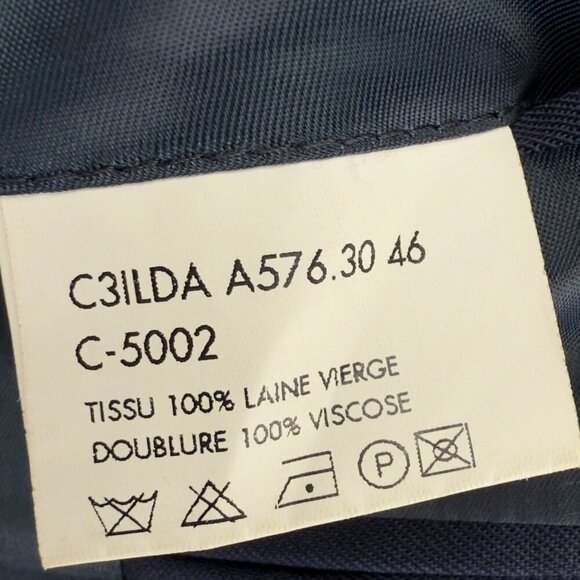 C3ILDA A576.30 46
C-5002
TISSU 100% LAINE VIERGE
DOUBLURE 100% VISCOSE
P